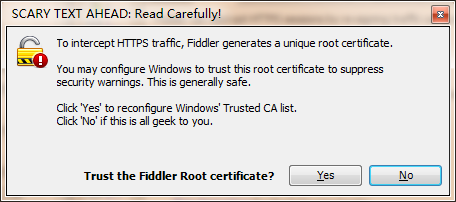 SCARY TEXT AHEAD: Read Carefully!
To intercept HTTPS traffic, Fiddler generates a unique root certificate.
You may configure Windows to trust this root certificate to suppress
security warnings. This is generally safe.
Click 'Yes' to reconfigure Windows' Trusted CA list.
Click 'No' if this is all geek to you.
Trust the Fiddler Root certificate?
Yes
No